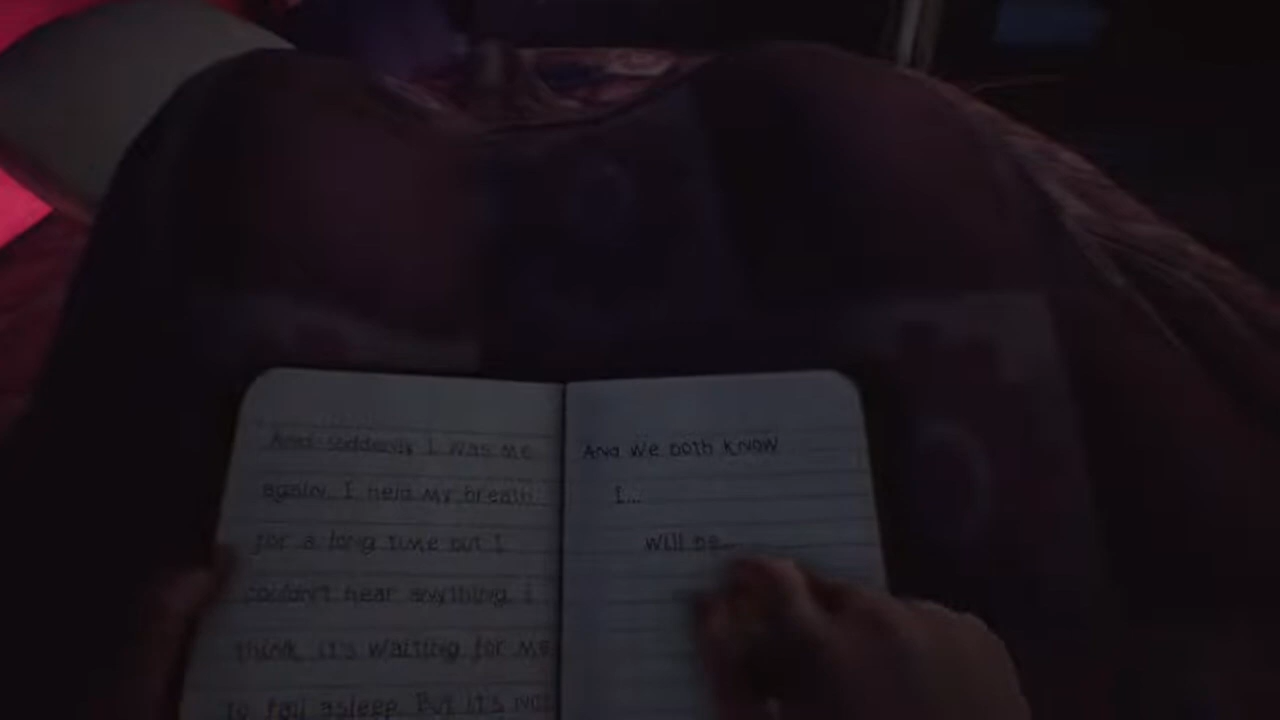 And suddenly I was me
again. I held my breath
for a long time but I
couldn't hear anything. I
think it's waiting for me
to fall asleep. But it's not
And we both know
I...
will be...